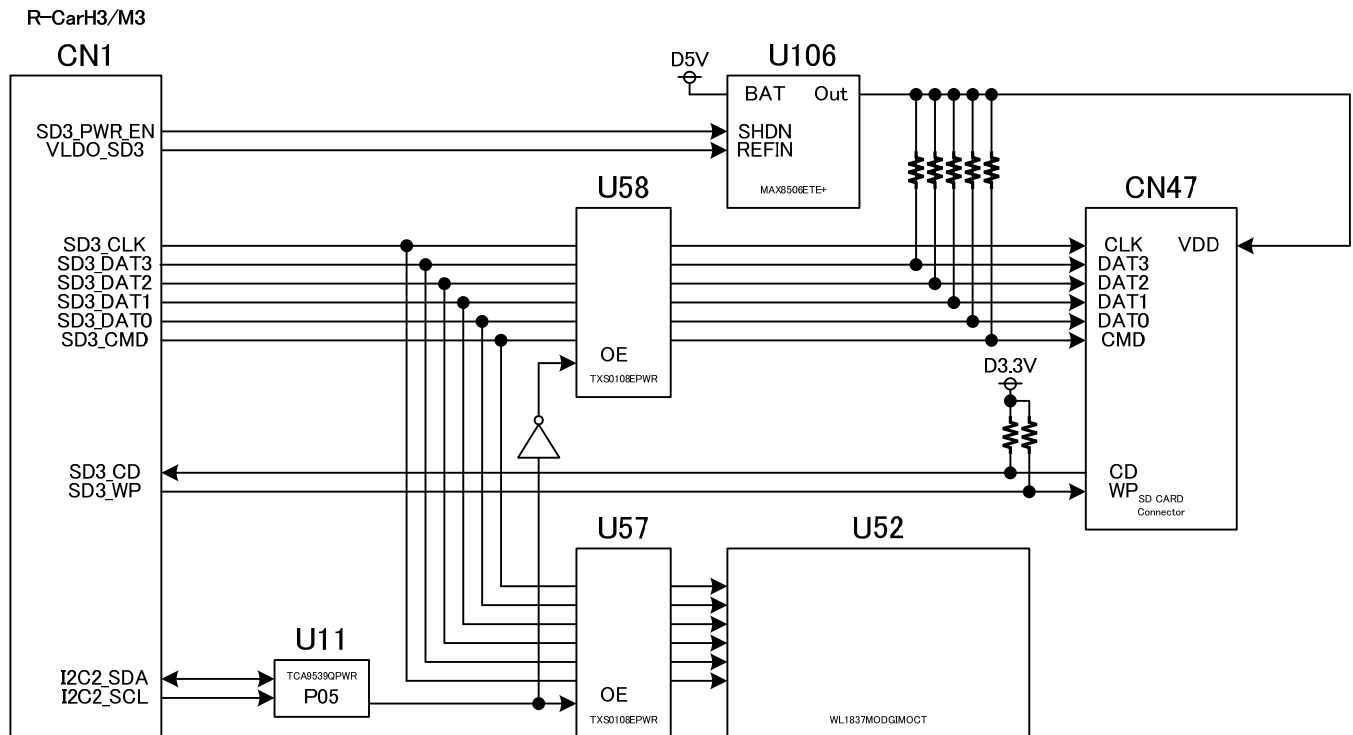 R-CarH3/M3
CN1
U106
D5V
BAT
Out
SD3_PWR_EN
SHDN
VLDO_SD3
REFIN
MAX8506ETE+
U58
CN47
SD3_CLK
CLK
VDD
SD3_DAT3
DAT3
SD3_DAT2
DAT2
SD3_DAT1
DAT1
SD3_DAT0
DAT0
SD3_CMD
CMD
OE
TXS0108EPWR
D3.3V
SD3_CD
CD
SD3_WP
WP
SD CARD
Connector
U57
U52
U11
I2C2_SDA
TCA9539QPWR
I2C2_SCL
P05
OE
TXS0108EPWR
WL1837MODGIMOCT